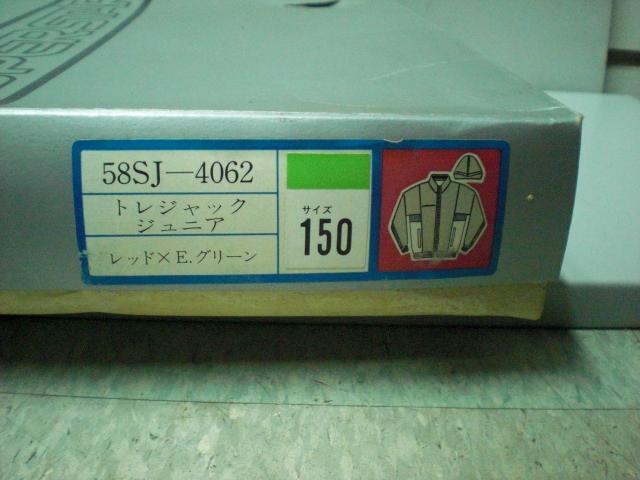 58SJ—4062
トレジャック
ジュニア
レッド×E.グリーン
サイズ
150